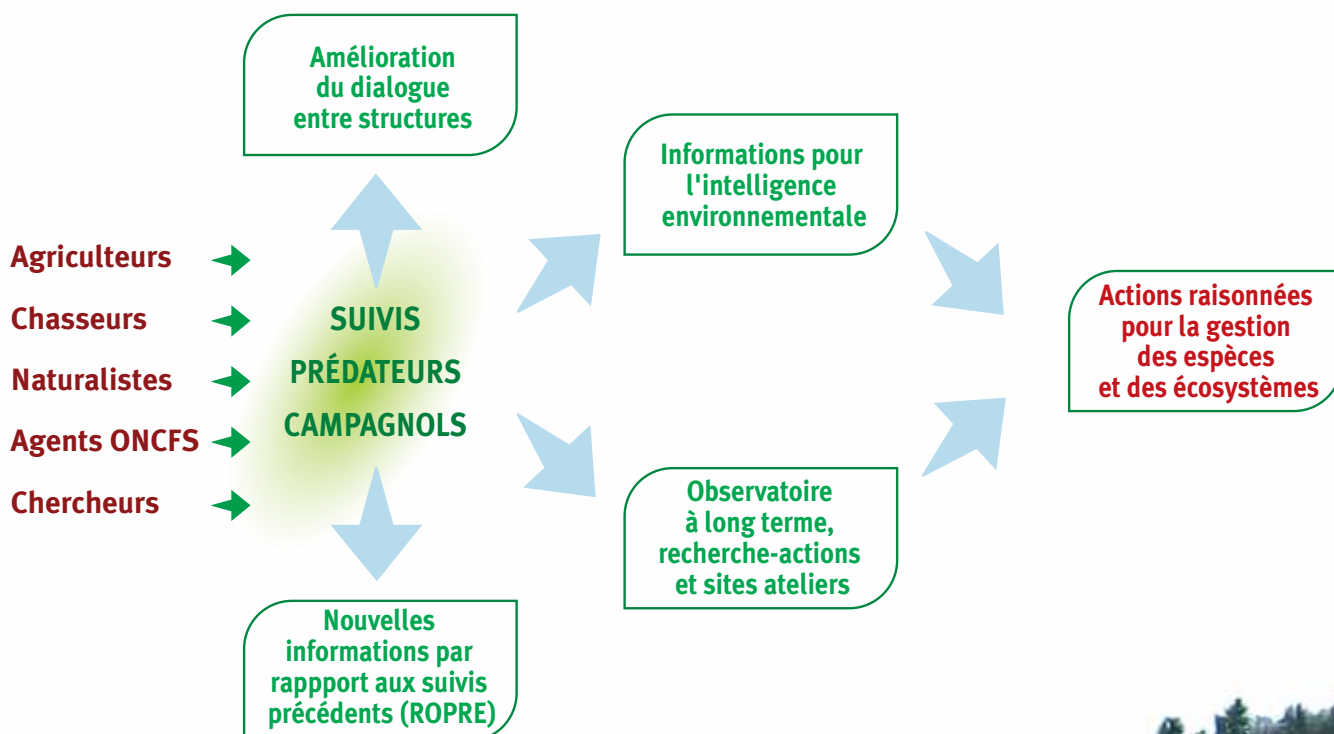 Amélioration
du dialogue
entre structures
Informations pour
l'intelligence
environnementale
Agriculteurs
Chasseurs
Naturalistes
Agents ONCFS
Chercheurs
SUIVIS
PRÉDATEURS
CAMPAGNOLS
Actions raisonnées
pour la gestion
des espèces
et des écosystèmes
Observatoire
à long terme,
recherche-actions
et sites ateliers
Nouvelles
informations par
rappport aux suivis
précédents (ROPRE)